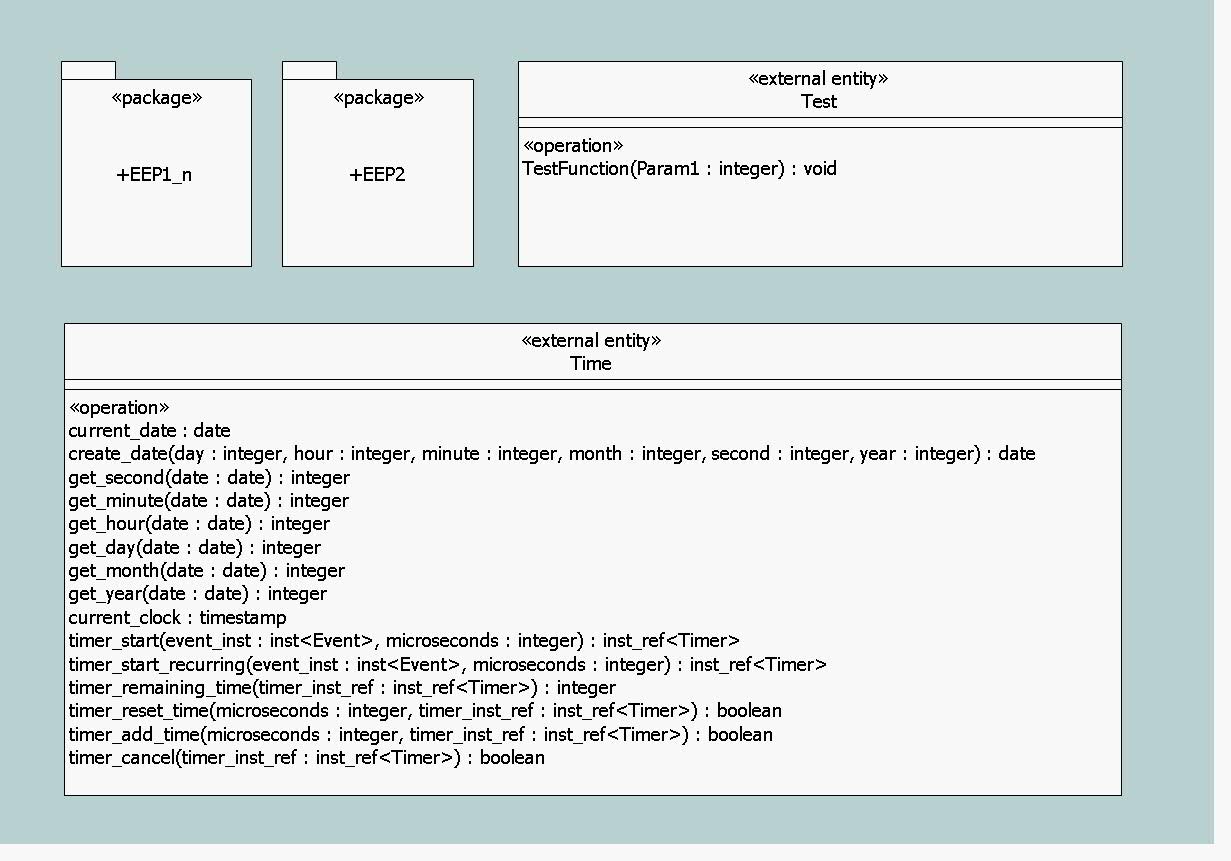 «package»
+EEP1_n
«package»
+EEP2
«external entity»
Test
«operation»
TestFunction(Param1 : integer) : void
«external entity»
Time
«operation»
current_date : date
create_date(day : integer, hour : integer, minute : integer, month : integer, second : integer, year : integer) : date
get_second(date : date) : integer
get_minute(date : date) : integer
get_hour(date : date) : integer
get_day(date : date) : integer
get_month(date : date) : integer
get_year(date : date) : integer
current_clock : timestamp
timer_start(event_inst : inst<Event>, microseconds : integer) : inst_ref<Timer>
timer_start_recurring(event_inst : inst<Event>, microseconds : integer) : inst_ref<Timer>
timer_remaining_time(timer_inst_ref : inst_ref<Timer>) : integer
timer_reset_time(microseconds : integer, timer_inst_ref : inst_ref<Timer>) : boolean
timer_add_time(microseconds : integer, timer_inst_ref : inst_ref<Timer>) : boolean
timer_cancel(timer_inst_ref : inst_ref<Timer>) : boolean